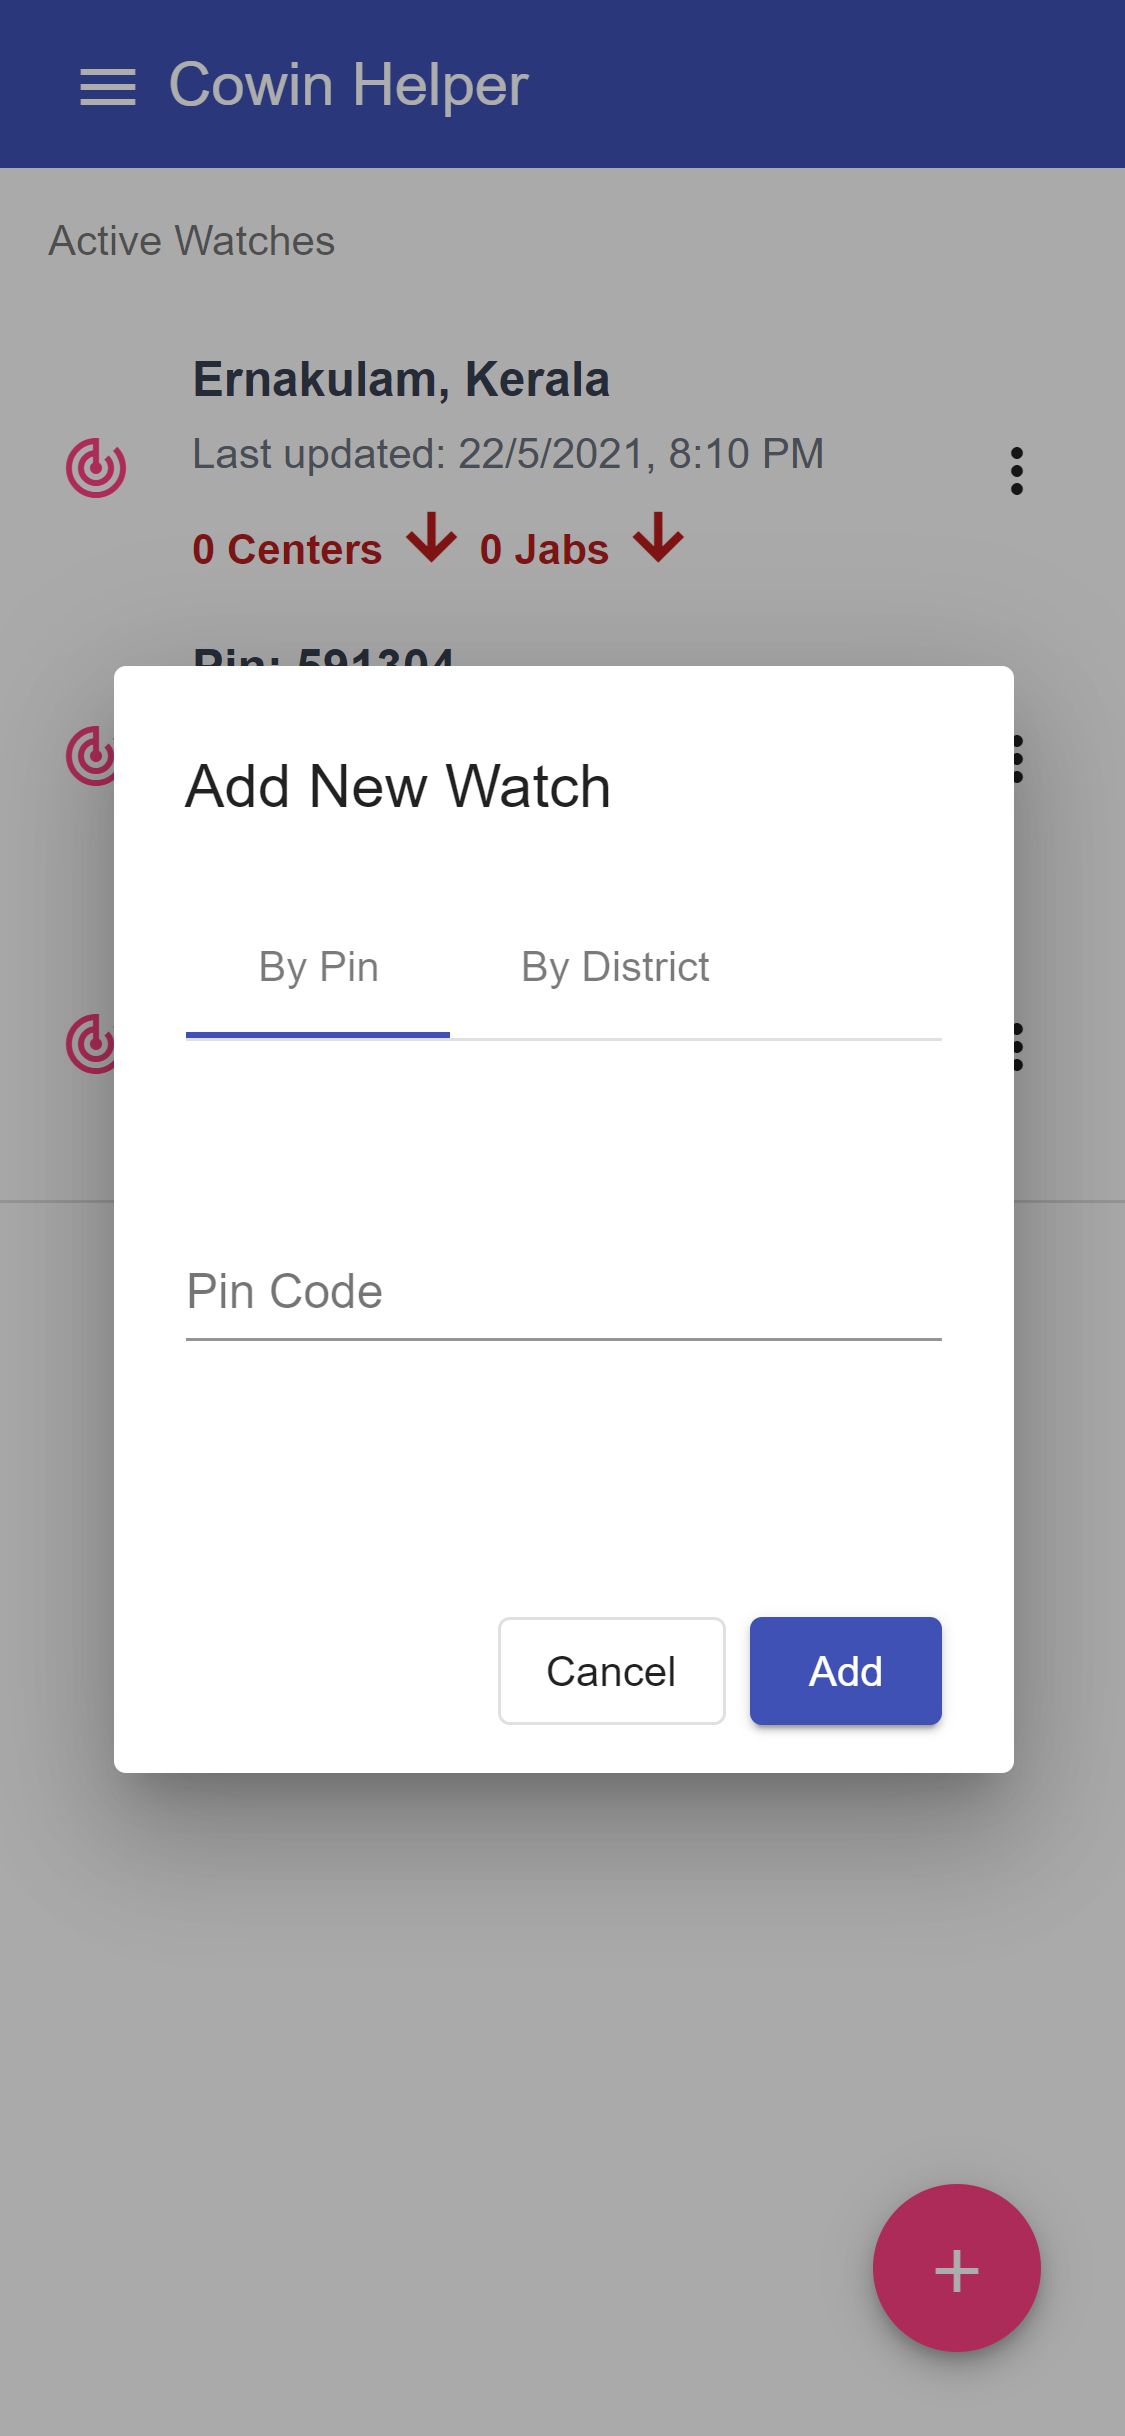 Cowin Helper
Active Watches
Ernakulam, Kerala
Last updated: 22/5/2021, 8:10 PM
0 Centers 0 Jabs
Pin: 591304
Add New Watch
By Pin By District
Pin Code
Cancel Add